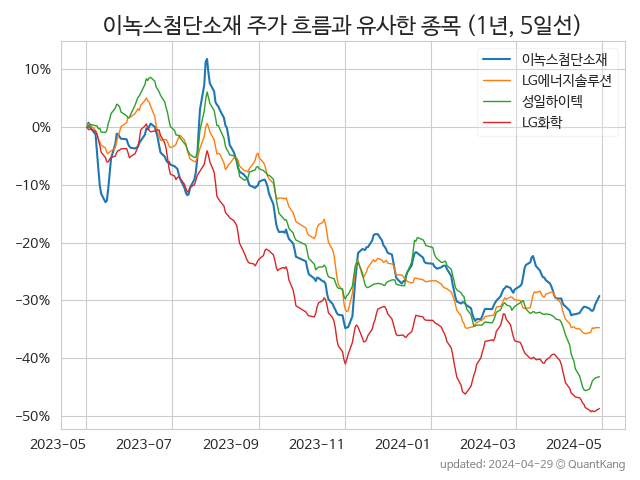 이녹스첨단소재 주가 흐름과 유사한 종목 (1년, 5일선)
이녹스첨단소재
LG에너지솔루션
성일하이텍
LG화학
10%
0%
−10%
−20%
−30%
−40%
−50%
2023-05 2023-07 2023-09 2023-11 2024-01 2024-03 2024-05
updated: 2024-04-29 © QuantKang